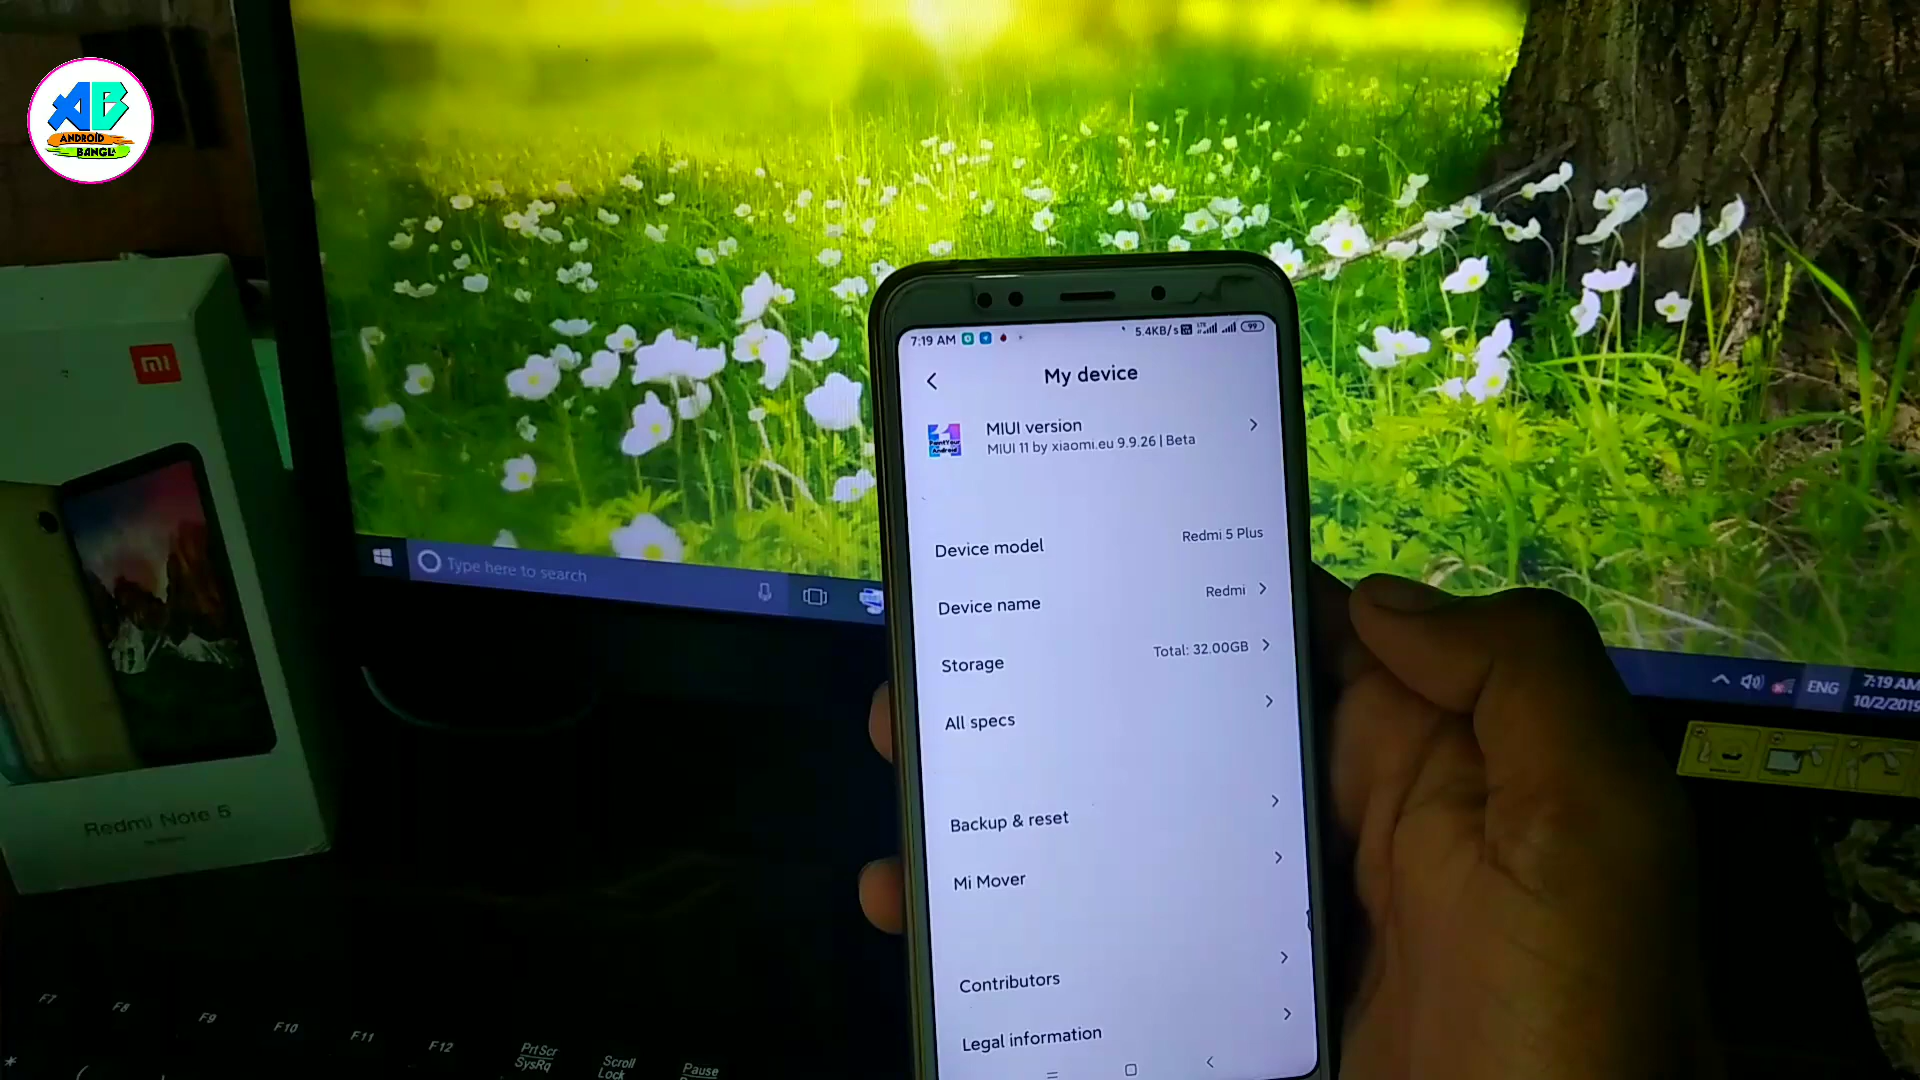 AB
ANDROID
BANGLA
mi
Redmi Note 5
7:19 AM
5.4KB/s
99
My device
MIUI version
MIUI 11 by xiaomi.eu 9.9.26 | Beta
Device model
Redmi 5 Plus
Device name
Redmi
Storage
Total: 32.00GB
All specs
Backup & reset
Mi Mover
Contributors
Legal information
Type here to search
ENG
7:19 AM
10/2/2019
F7
F8
F9
F10
F11
F12
PrtScr
SysRq
Scroll
Lock
Pause